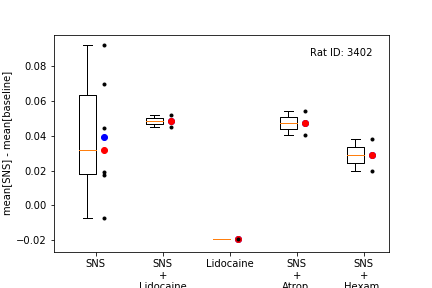 Rat ID: 3402
mean[SNS] - mean[baseline]
0.08
0.06
0.04
0.02
0.00
−0.02
SNS
SNS
+
Lidocaine
Lidocaine
SNS
+
Atrop
SNS
+
Hexam